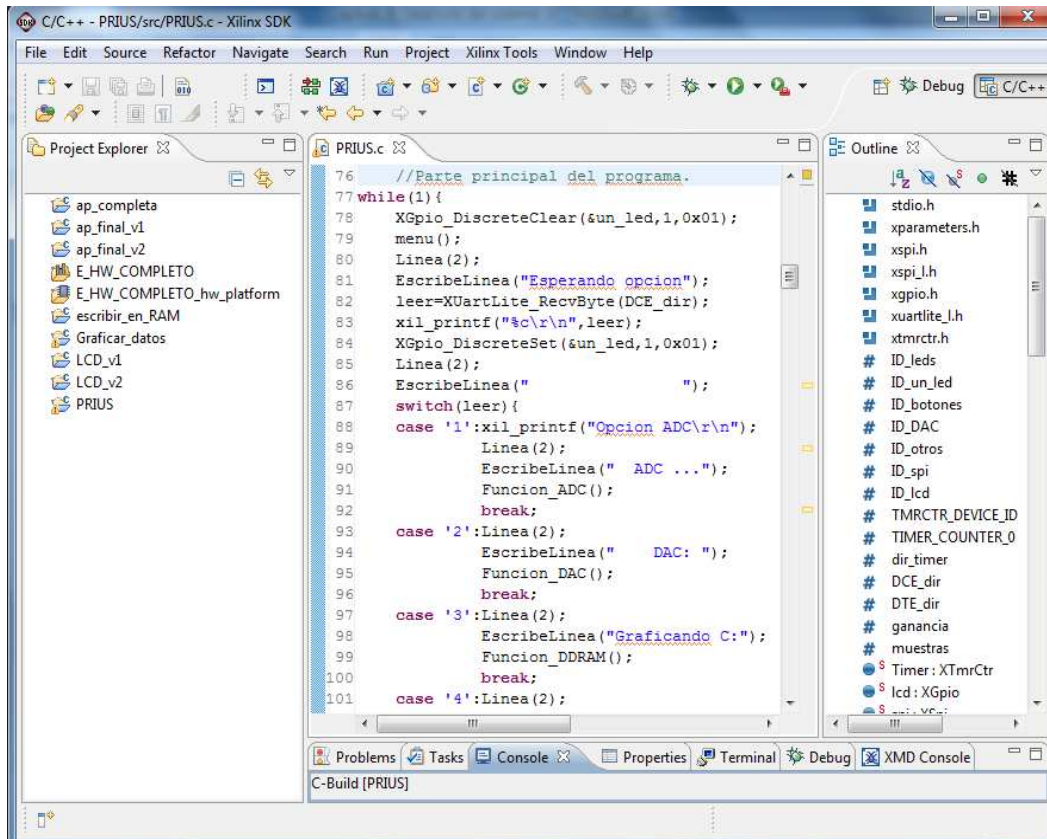 C/C++ - PRIUS/src/PRIUS.c - Xilinx SDK
File Edit Source Refactor Navigate Search Run Project Xilinx Tools Window Help
Debug C/C++
Project Explorer
ap_completa
ap_final_v1
ap_final_v2
E_HW_COMPLETO
E_HW_COMPLETO_hw_platform
escribir_en_RAM
Graficar_datos
LCD_v1
LCD_v2
PRIUS
PRIUS.c
76 //Parte principal del programa.
77 while(1){
78 XGpio_DiscreteClear(&un_led,1,0x01);
79 menu();
80 Linea(2);
81 EscribeLinea("Esperando opcion");
82 leer=XUartLite_RecvByte(DCE_dir);
83 xil_printf("%c\r\n",leer);
84 XGpio_DiscreteSet(&un_led,1,0x01);
85 Linea(2);
86 EscribeLinea("                ");
87 switch(leer){
88 case '1':xil_printf("Opcion ADC\r\n");
89 Linea(2);
90 EscribeLinea("  ADC ...");
91 Funcion_ADC();
92 break;
93 case '2':Linea(2);
94 EscribeLinea("    DAC: ");
95 Funcion_DAC();
96 break;
97 case '3':Linea(2);
98 EscribeLinea("Graficando C:");
99 Funcion_DDRAM();
100 break;
101 case '4':Linea(2);
Outline
stdio.h
xparameters.h
xspi.h
xspi_l.h
xgpio.h
xuartlite_l.h
xtmrctr.h
ID_leds
ID_un_led
ID_botones
ID_DAC
ID_otros
ID_spi
ID_lcd
TMRCTR_DEVICE_ID
TIMER_COUNTER_0
dir_timer
DCE_dir
DTE_dir
ganancia
muestras
Timer : XTmrCtr
lcd : XGpio
Problems Tasks Console Properties Terminal Debug XMD Console
C-Build [PRIUS]